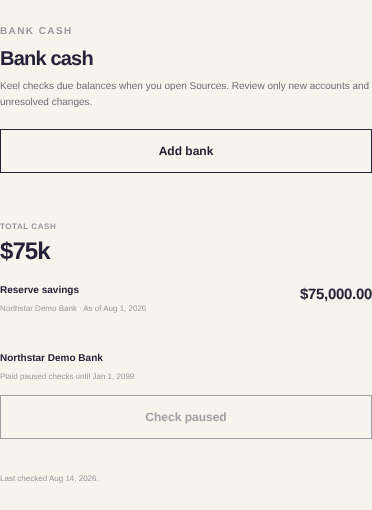 BANK CASH
Bank cash
Keel checks due balances when you open Sources. Review only new accounts and
unresolved changes.
Add bank
TOTAL CASH
$75k
Reserve savings
$75,000.00
Northstar Demo Bank · As of Aug 1, 2026
Northstar Demo Bank
Plaid paused checks until Jan 1, 2099
Check paused
Last checked Aug 14, 2026.